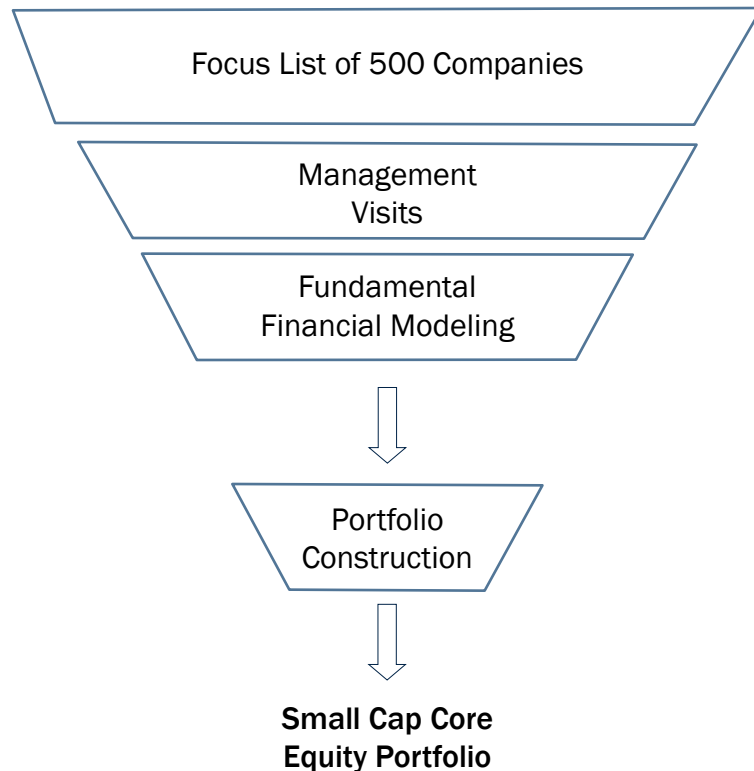 Focus List of 500 Companies
Management
Visits
Fundamental
Financial Modeling
Portfolio
Construction
Small Cap Core
Equity Portfolio